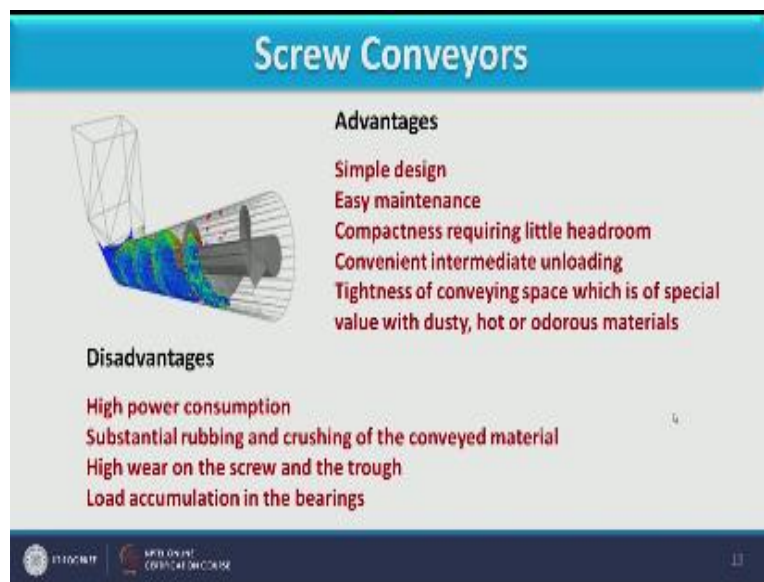 Screw Conveyors
Advantages
Simple design
Easy maintenance
Compactness requiring little headroom
Convenient intermediate unloading
Tightness of conveying space which is of special
value with dusty, hot or odorous materials
Disadvantages
High power consumption
Substantial rubbing and crushing of the conveyed material
High wear on the screw and the trough
Load accumulation in the bearings
NPTEL ONLINE
CERTIFICATION COURSE
13